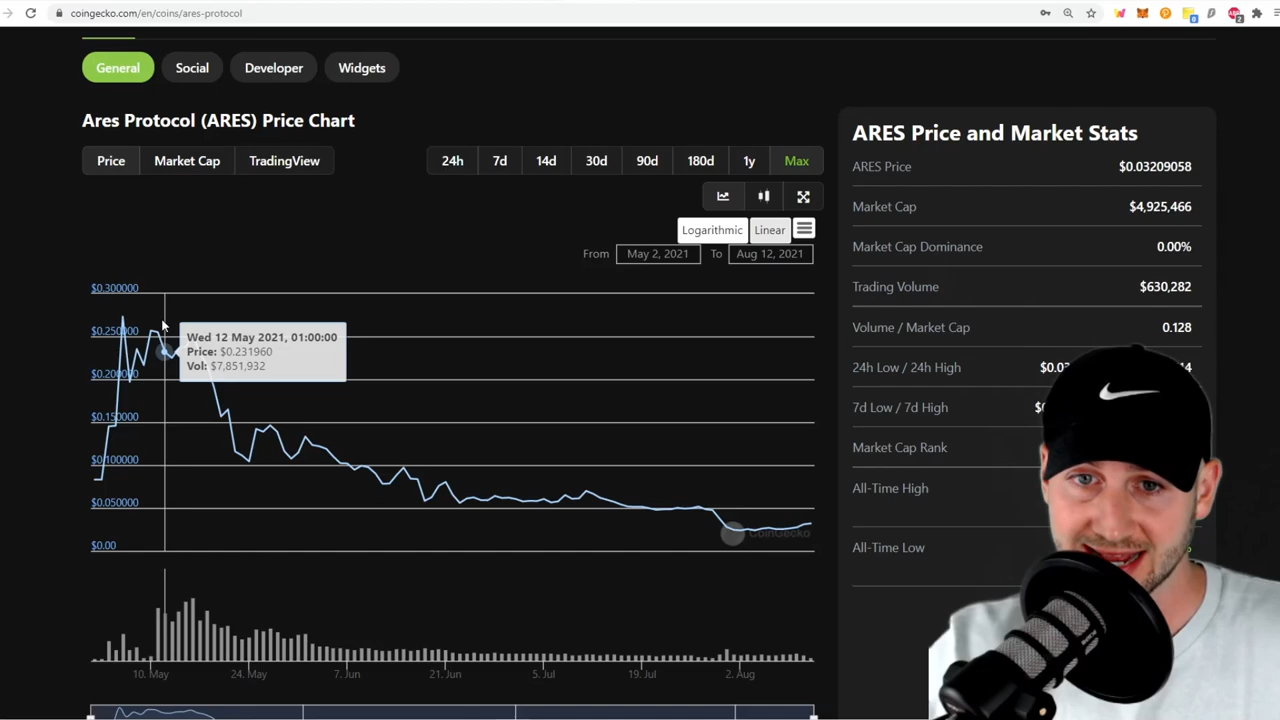 coingecko.com/en/coins/ares-protocol
General Social Developer Widgets
Ares Protocol (ARES) Price Chart
Price Market Cap TradingView
24h 7d 14d 30d 90d 180d 1y Max
Logarithmic Linear
From May 2, 2021 To Aug 12, 2021
$0.300000
$0.250000
$0.200000
$0.150000
$0.100000
$0.050000
$0.00
Wed 12 May 2021, 01:00:00
Price: $0.231960
Vol: $7,851,932
CoinGecko
10. May 24. May 7. Jun 21. Jun 5. Jul 19. Jul 2. Aug
ARES Price and Market Stats
ARES Price $0.03209058
Market Cap $4,925,466
Market Cap Dominance 0.00%
Trading Volume $630,282
Volume / Market Cap 0.128
24h Low / 24h High
7d Low / 7d High
Market Cap Rank
All-Time High
All-Time Low